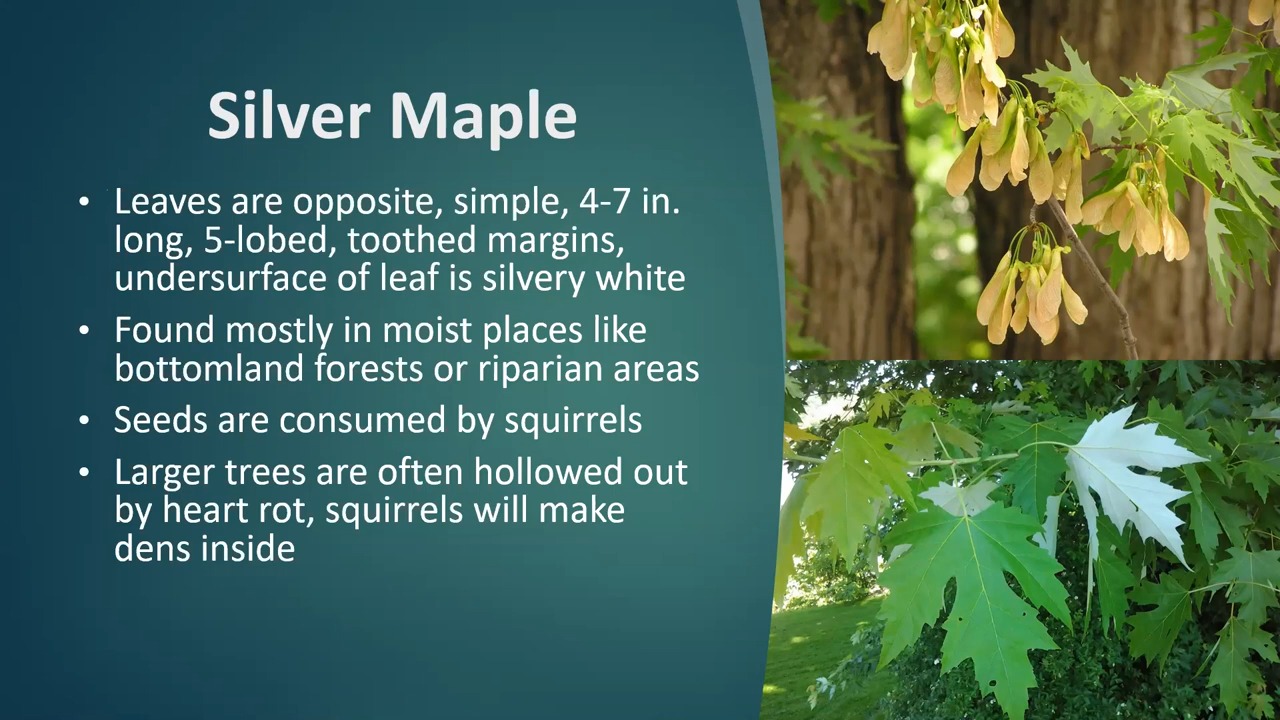 Silver Maple
• Leaves are opposite, simple, 4-7 in.
long, 5-lobed, toothed margins,
undersurface of leaf is silvery white
• Found mostly in moist places like
bottomland forests or riparian areas
• Seeds are consumed by squirrels
• Larger trees are often hollowed out
by heart rot, squirrels will make
dens inside